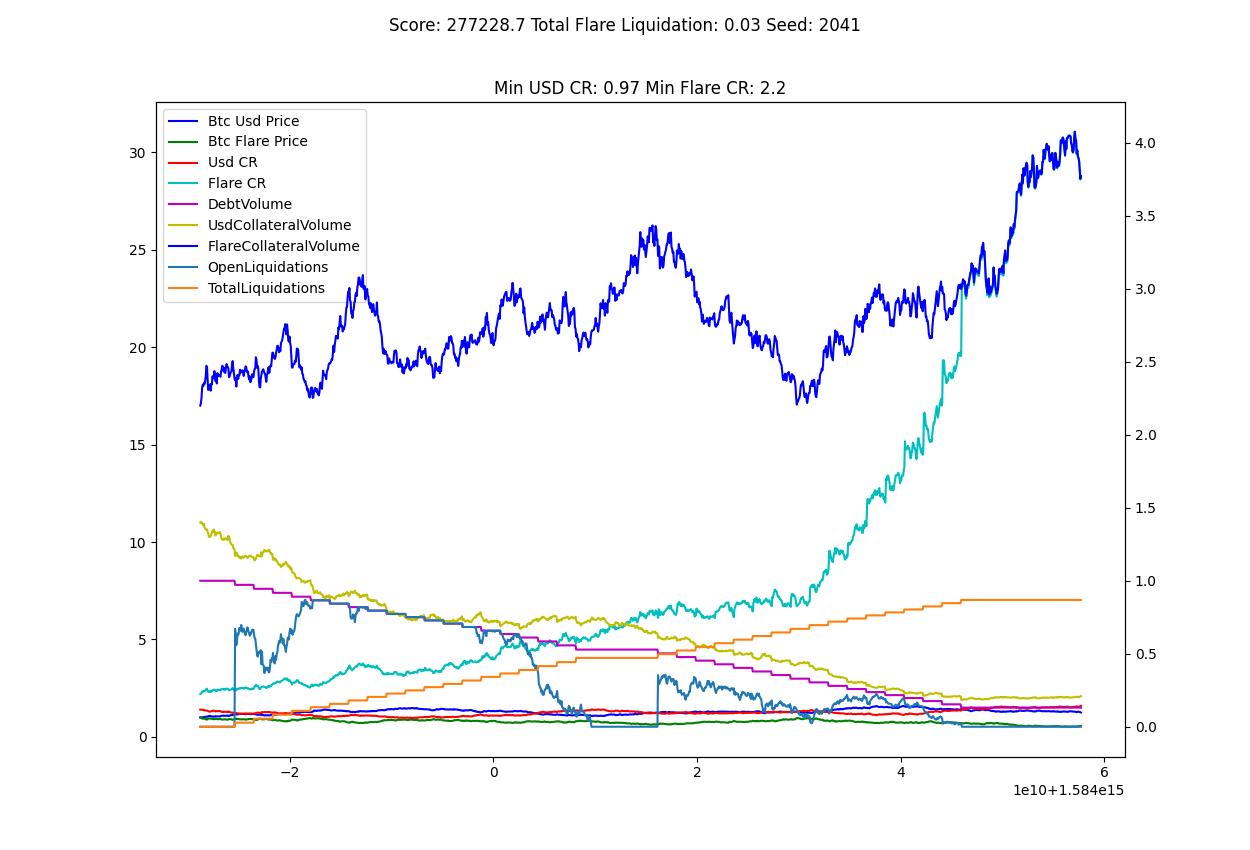 Score: 277228.7 Total Flare Liquidation: 0.03 Seed: 2041
Min USD CR: 0.97 Min Flare CR: 2.2
Btc Usd Price
Btc Flare Price
Usd CR
Flare CR
DebtVolume
UsdCollateralVolume
FlareCollateralVolume
OpenLiquidations
TotalLiquidations
30
25
20
15
10
5
0
4.0
3.5
3.0
2.5
2.0
1.5
1.0
0.5
0.0
−2 0 2 4 6
1e10+1.584e15